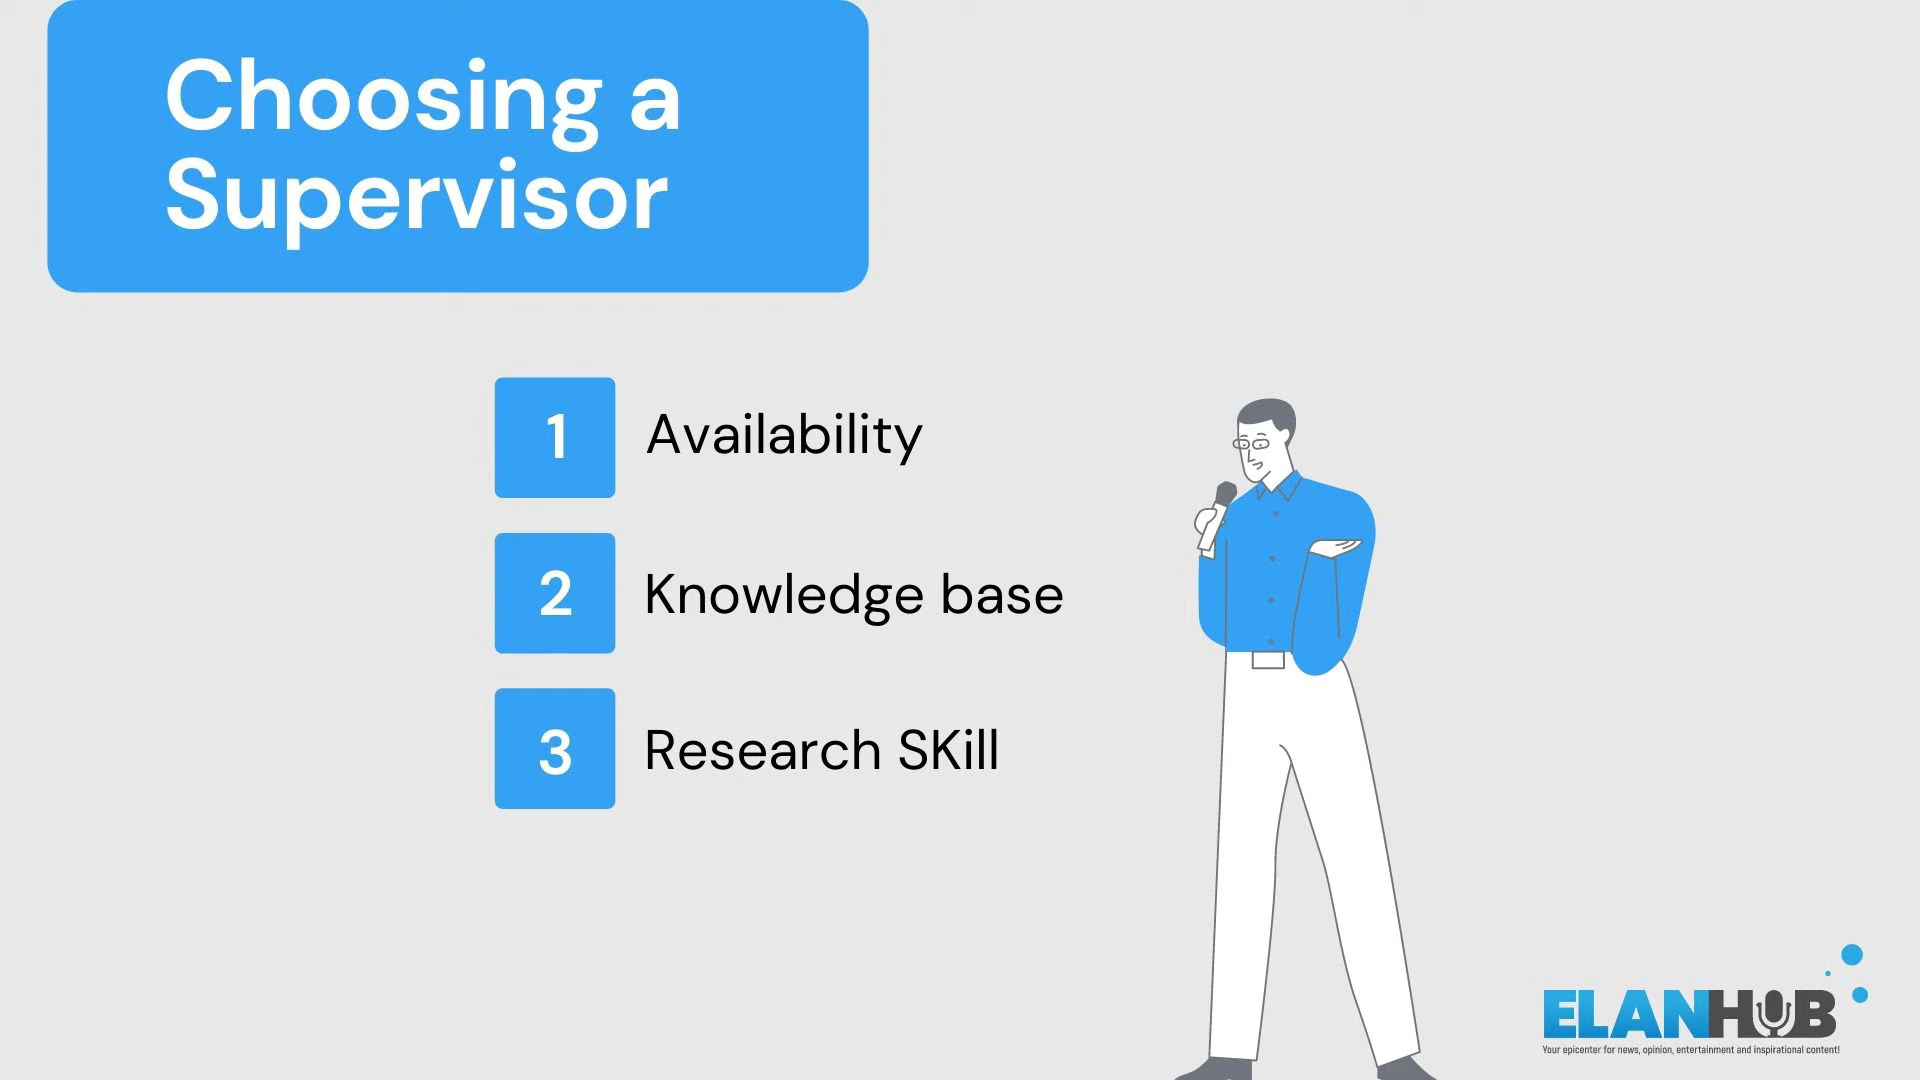 Choosing a
Supervisor
1 Availability
2 Knowledge base
3 Research SKill
ELANHUB
Your epicenter for news, opinion, entertainment and inspirational content!